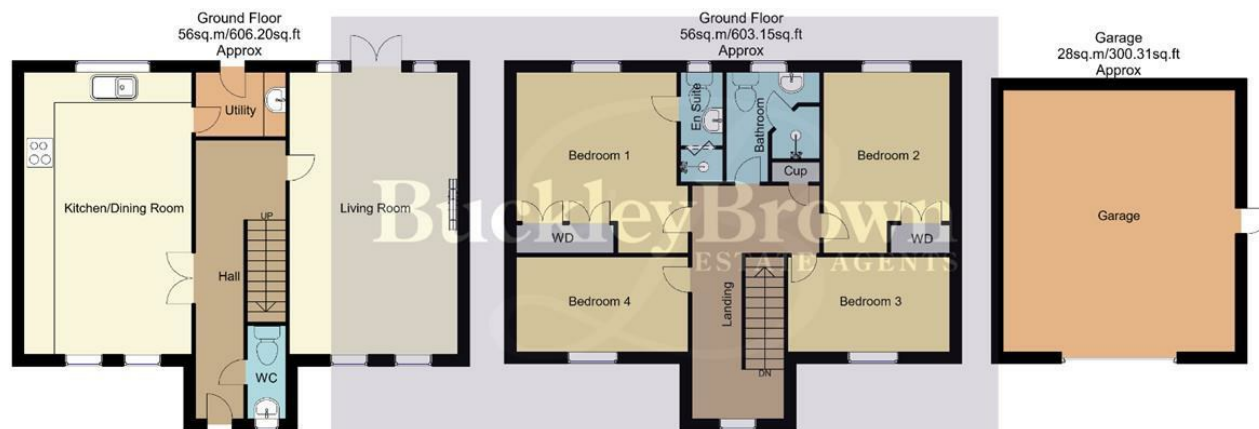 Ground Floor
56sq.m/606.20sq.ft
Approx
Utility
Kitchen/Dining Room
UP
Living Room
Hall
WC
Ground Floor
56sq.m/603.15sq.ft
Approx
En Suite
Bathroom
Bedroom 1
Bedroom 2
Cup
WD
WD
Bedroom 4
Landing
Bedroom 3
DN
BuckleyBrown
ESTATE AGENTS
Garage
28sq.m/300.31sq.ft
Approx
Garage